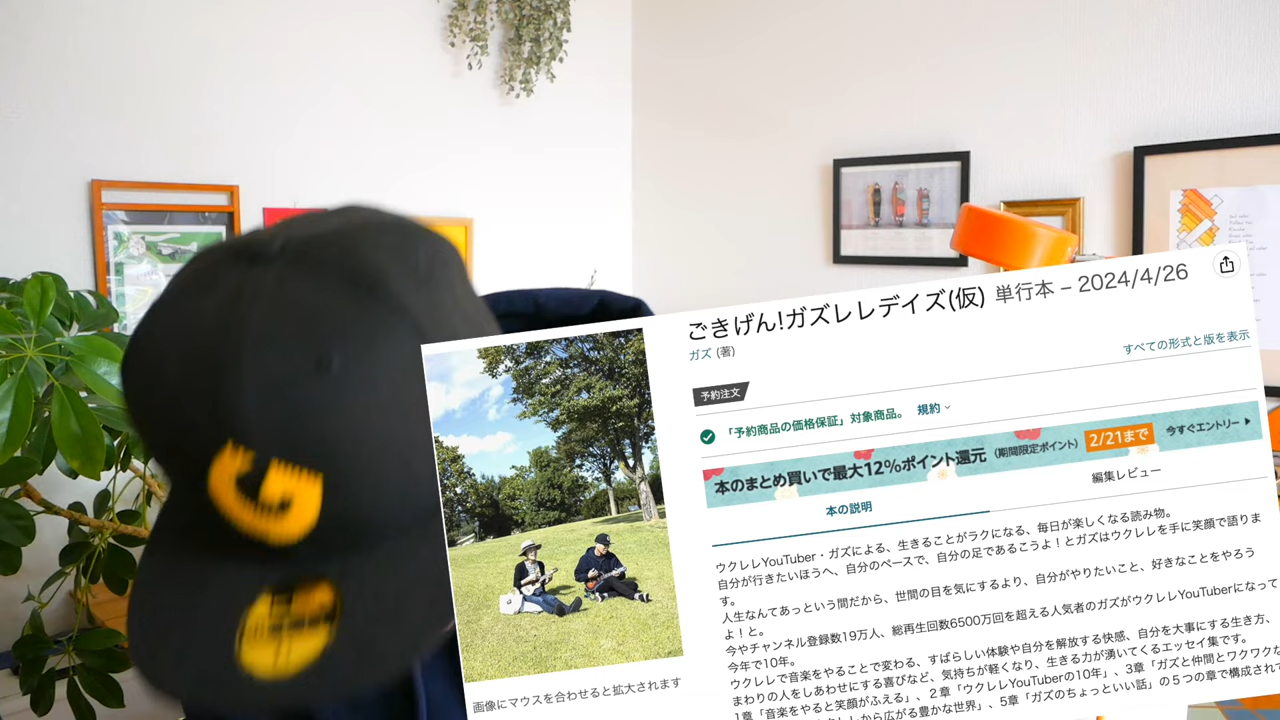 ごきげん!ガズレレデイズ(仮) 単行本 – 2024/4/26
ガズ (著)
すべての形式と版を表示
予約注文
「予約商品の価格保証」対象商品。 規約
本のまとめ買いで最大12%ポイント還元 (期間限定ポイント) 2/21まで 今すぐエントリー
本の説明
編集レビュー
ウクレレYouTuber・ガズによる、生きることがラクになる、毎日が楽しくなる読み物。
自分が行きたいほうへ、自分のペースで、自分の足であるこうよ！とガズはウクレレを手に笑顔で語りま
す。
人生なんてあっという間だから、世間の目を気にするより、自分がやりたいこと、好きなことをやろう
よ！と。
今やチャンネル登録数19万人、総再生回数6500万回を超える人気者のガズがウクレレYouTuberになって
今年で10年。
ウクレレで音楽をやることで変わる、すばらしい体験や自分を解放する快感、自分を大事にする生き方、
まわりの人をしあわせにする喜びなど、気持ちが軽くなり、生きる力が湧いてくるエッセイ集です。
1章「音楽をやると笑顔がふえる」、２章「ウクレレYouTuberの10年」、3章「ガズと仲間とワクワクな
レから広がる豊かな世界」、5章「ガズのちょっといい話」の５つの章で構成されて
画像にマウスを合わせると拡大されます
G